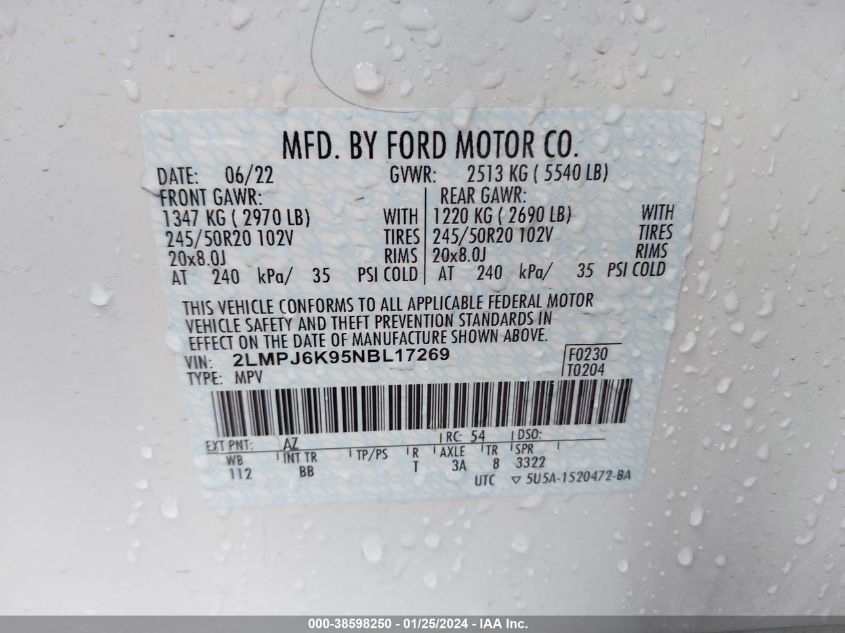 MFD. BY FORD MOTOR CO.
DATE: 06/22 GVWR: 2513 KG ( 5540 LB)
FRONT GAWR: REAR GAWR:
1347 KG ( 2970 LB) WITH 1220 KG ( 2690 LB) WITH
245/50R20 102V TIRES 245/50R20 102V TIRES
20x8.0J RIMS 20x8.0J RIMS
AT 240 kPa/ 35 PSI COLD AT 240 kPa/ 35 PSI COLD
THIS VEHICLE CONFORMS TO ALL APPLICABLE FEDERAL MOTOR
VEHICLE SAFETY AND THEFT PREVENTION STANDARDS IN
EFFECT ON THE DATE OF MANUFACTURE SHOWN ABOVE.
VIN: 2LMPJ6K95NBL17269 F0230
TYPE: MPV T0204
EXT PNT: AZ RC: 54 DSO:
WB INT TR TP/PS R AXLE TR SPR
112 BB T 3A 8 3322
UTC ▽ 5U5A-1520472-BA
000-38598250 - 01/25/2024 - IAA Inc.